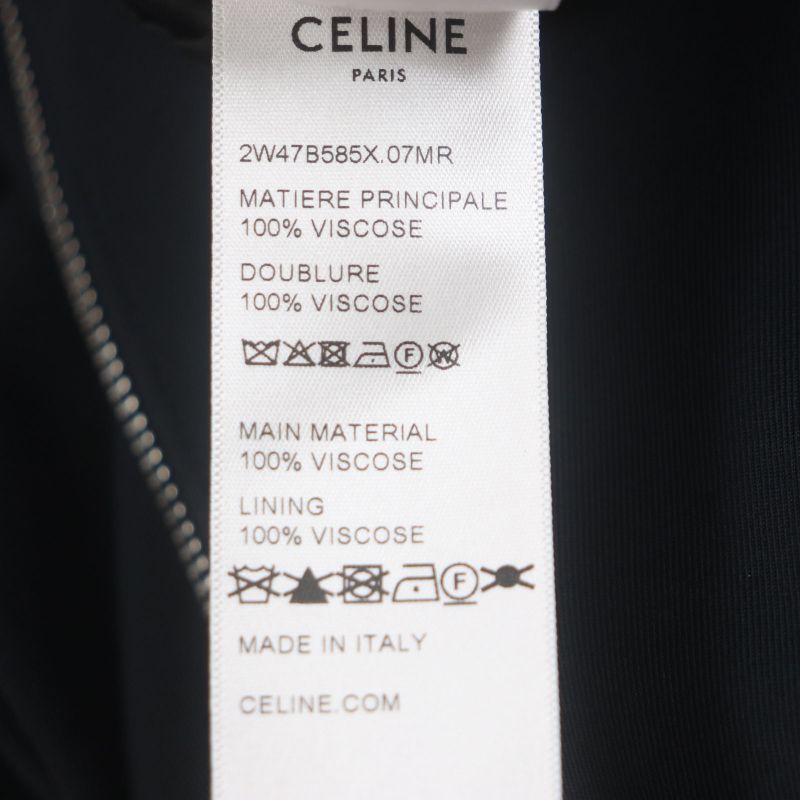 CELINE
PARIS
2W47B585X.07MR
MATIERE PRINCIPALE
100% VISCOSE
DOUBLURE
100% VISCOSE
F W
MAIN MATERIAL
100% VISCOSE
LINING
100% VISCOSE
F
MADE IN ITALY
CELINE.COM